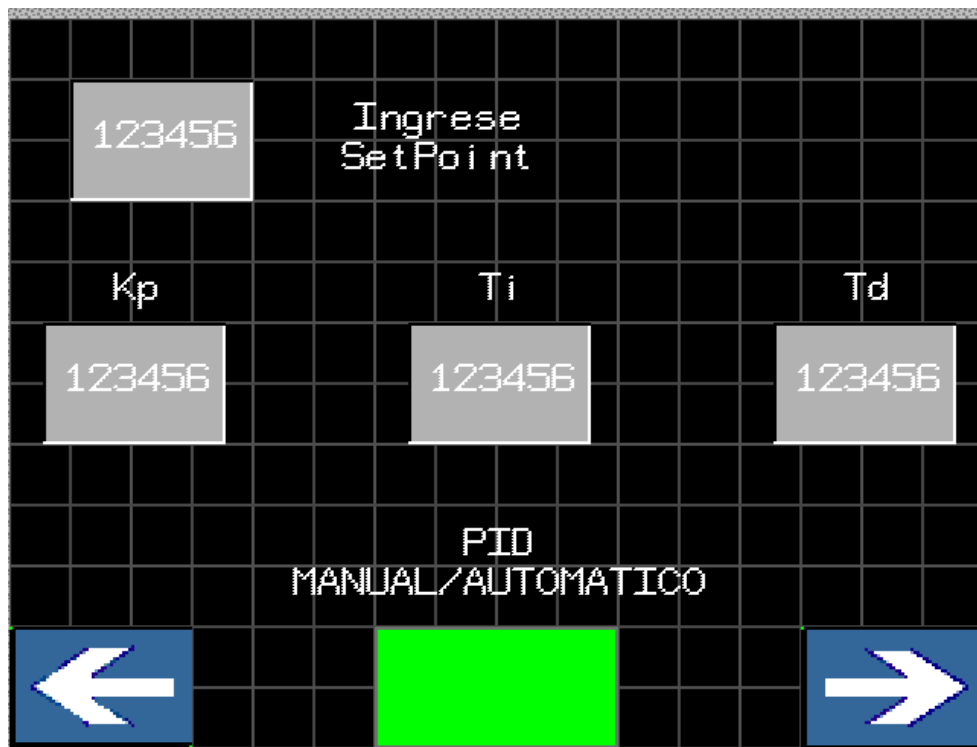 123456
Ingrese
SetPoint
Kp
Ti
Td
123456
123456
123456
PID
MANUAL/AUTOMATICO